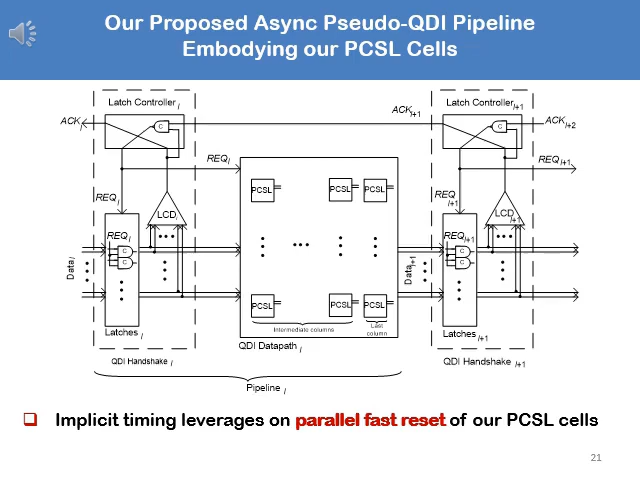 Our Proposed Async Pseudo-QDI Pipeline
Embodying our PCSL Cells
Latch Controller i
Latch Controller i+1
ACK i
ACK i+1
ACK i+2
C
C
REQ i
REQ i+1
REQ i
REQ i+1
LCD i
LCD i+1
PCSL
PCSL
PCSL
REQ i
REQ i+1
C
C
C
C
Data i
Data i+1
PCSL
PCSL
PCSL
Intermediate columns
Last column
Latches i
Latches i+1
QDI Datapath i
QDI Handshake i
QDI Handshake i+1
Pipeline i
Implicit timing leverages on parallel fast reset of our PCSL cells
21